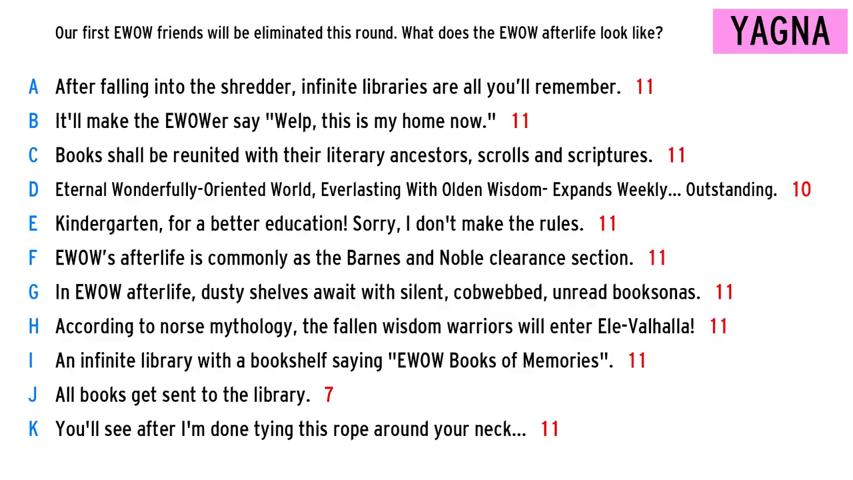 Our first EWOW friends will be eliminated this round. What does the EWOW afterlife look like?
YAGNA
A After falling into the shredder, infinite libraries are all you'll remember. 11
B It'll make the EWOWer say "Welp, this is my home now." 11
C Books shall be reunited with their literary ancestors, scrolls and scriptures. 11
D Eternal Wonderfully-Oriented World, Everlasting With Olden Wisdom- Expands Weekly... Outstanding. 10
E Kindergarten, for a better education! Sorry, I don't make the rules. 11
F EWOW's afterlife is commonly as the Barnes and Noble clearance section. 11
G In EWOW afterlife, dusty shelves await with silent, cobwebbed, unread booksonas. 11
H According to norse mythology, the fallen wisdom warriors will enter Ele-Valhalla! 11
I An infinite library with a bookshelf saying "EWOW Books of Memories". 11
J All books get sent to the library. 7
K You'll see after I'm done tying this rope around your neck... 11